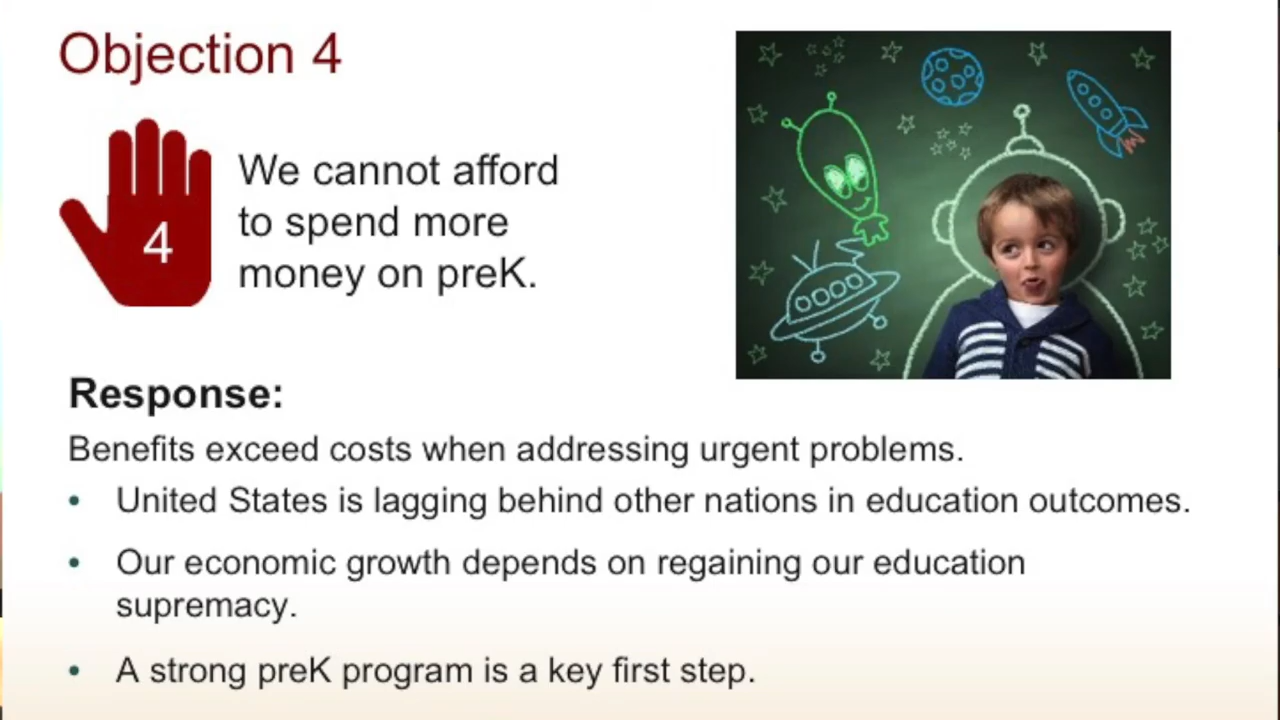 Objection 4
4
We cannot afford
to spend more
money on preK.
Response:
Benefits exceed costs when addressing urgent problems.
• United States is lagging behind other nations in education outcomes.
• Our economic growth depends on regaining our education
supremacy.
• A strong preK program is a key first step.